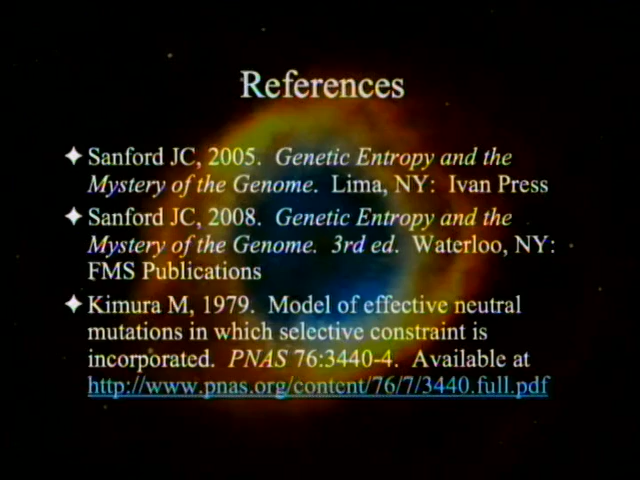 References
Sanford JC, 2005. Genetic Entropy and the
Mystery of the Genome. Lima, NY: Ivan Press
Sanford JC, 2008. Genetic Entropy and the
Mystery of the Genome. 3rd ed. Waterloo, NY:
FMS Publications
Kimura M, 1979. Model of effective neutral
mutations in which selective constraint is
incorporated. PNAS 76:3440-4. Available at
http://www.pnas.org/content/76/7/3440.full.pdf